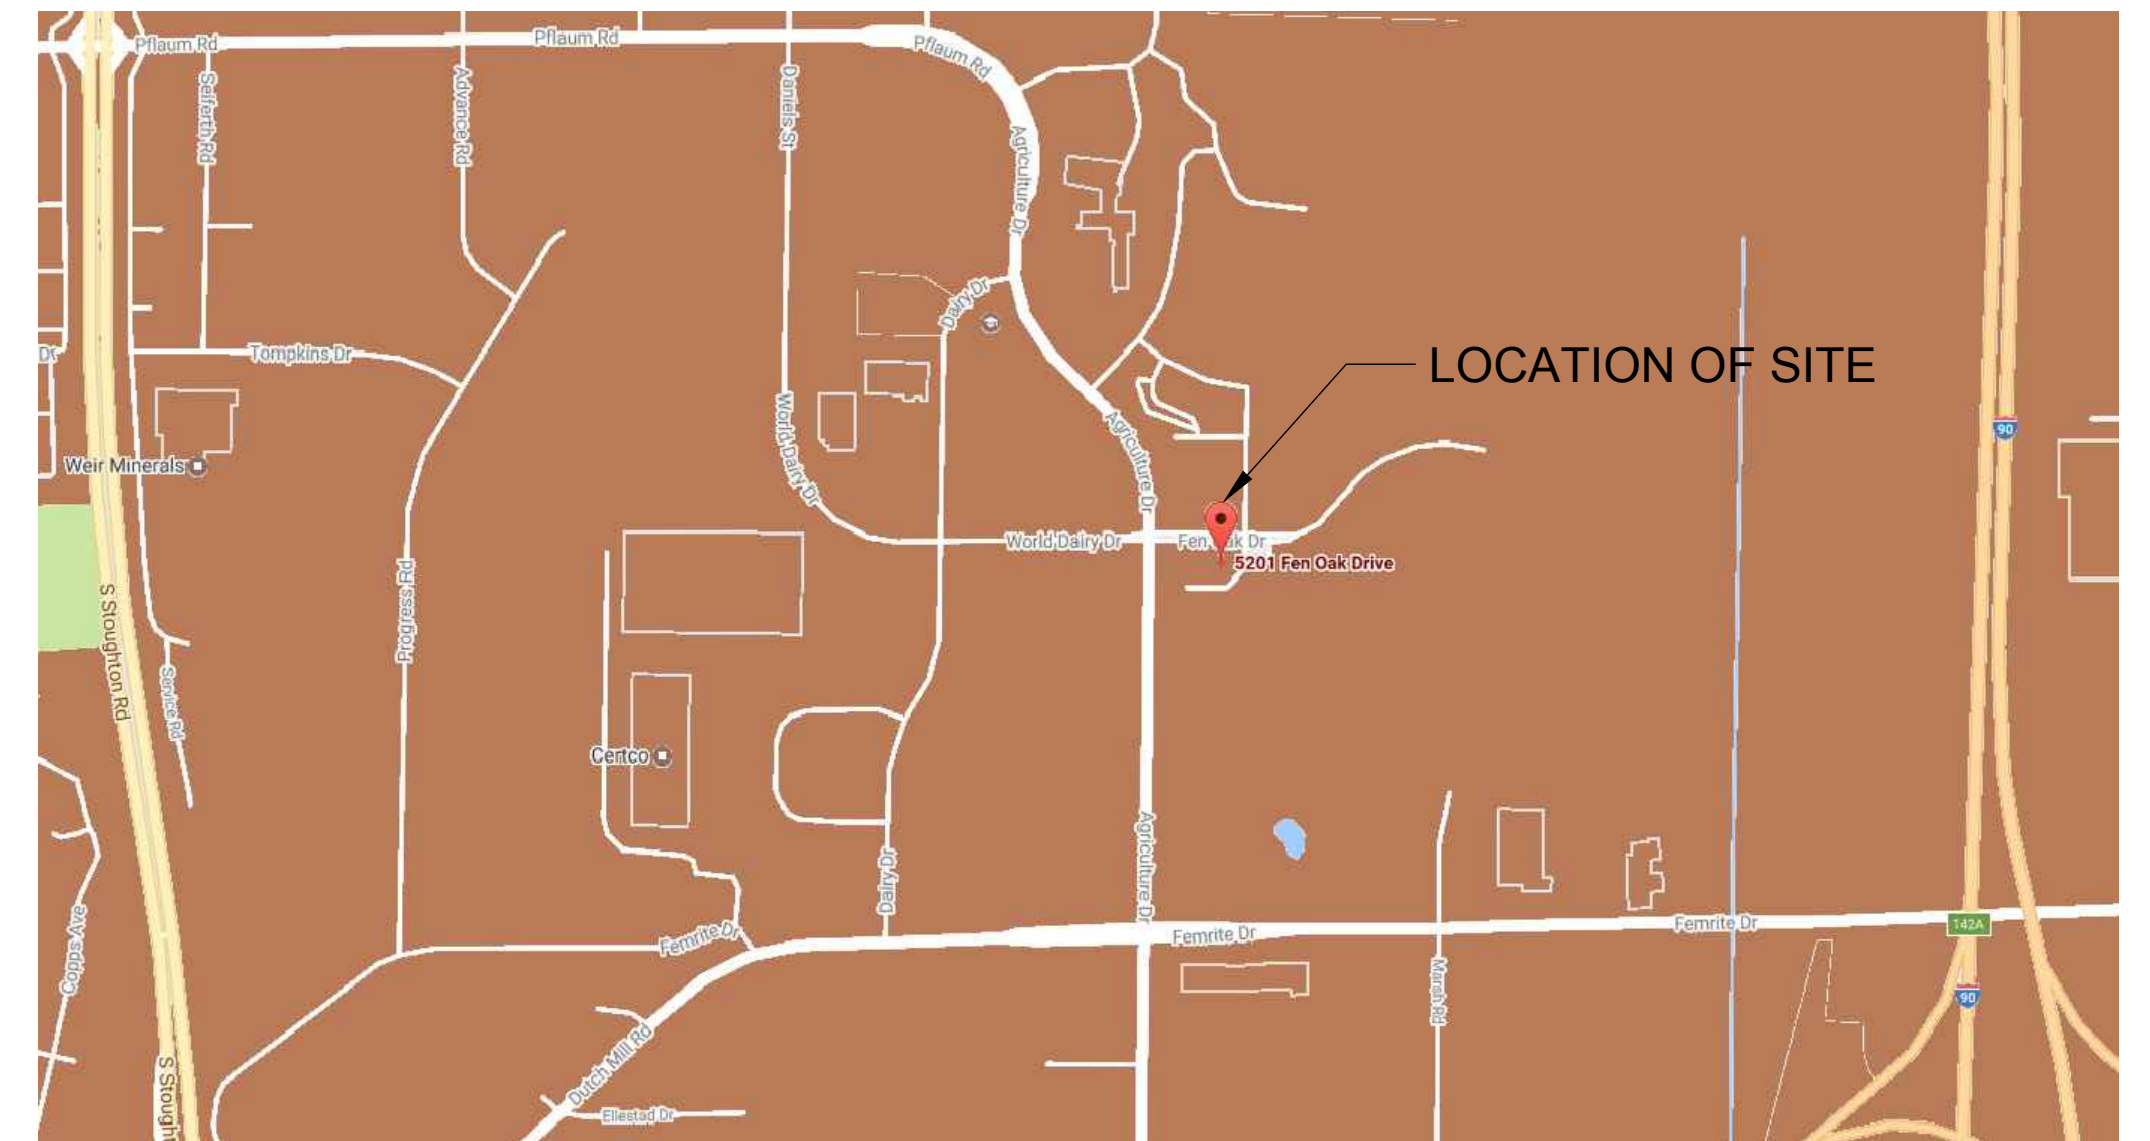 Pflaum Rd
Pflaum Rd
Pflaum Rd
Seiferth Rd
Advance Rd
Daniels St
Agriculture Dr
Dairy Dr
Dr
Tompkins Dr
LOCATION OF SITE
World Dairy Dr
Agriculture Dr
90
Weir Minerals
World Dairy Dr
Fen Oak Dr
5201 Fen Oak Drive
Progress Rd
S Stoughton Rd
Service Rd
Certco
Dairy Dr
Agriculture Dr
Copps Ave
Femrite Dr
Femrite Dr
Femrite Dr
142A
Marsh Rd
90
Dutch Mill Rd
S Stought
Ellestad Dr